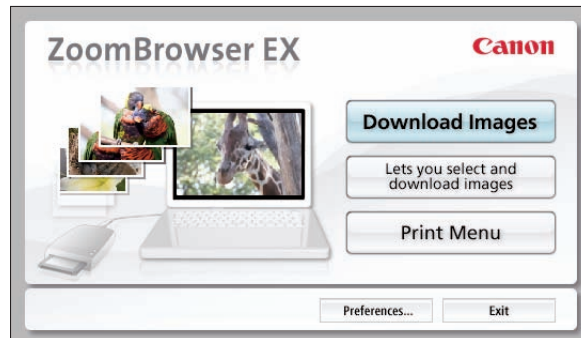 ZoomBrowser EX
Canon
Download Images
Lets you select and
download images
Print Menu
Preferences...
Exit